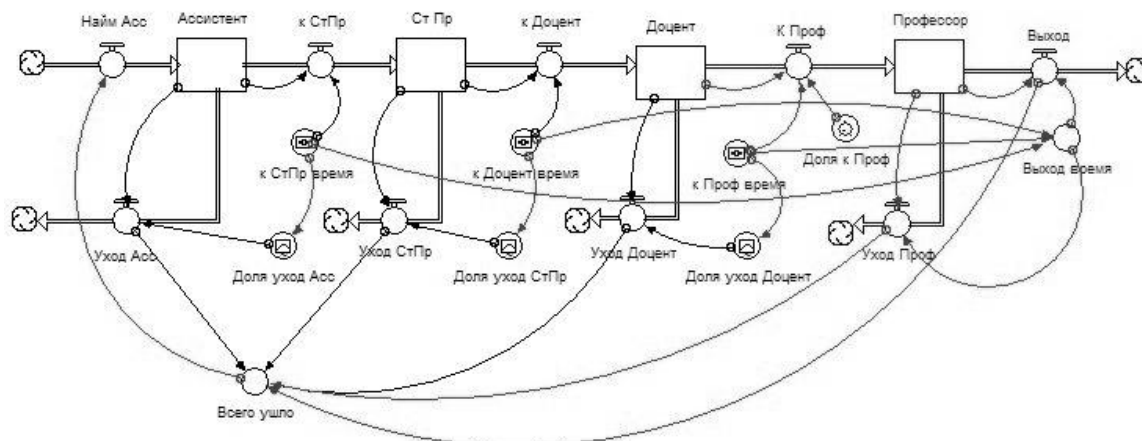 Найм Асс
Ассистент
к СтПр
Ст Пр
к Доцент
Доцент
К Проф
Профессор
Выход
к СтПр время
к Доцент время
к Проф время
Доля к Проф
Выход время
Уход Асс
Доля уход Асс
Уход СтПр
Доля уход СтПр
Уход Доцент
Доля уход Доцент
Уход Проф
Всего ушло